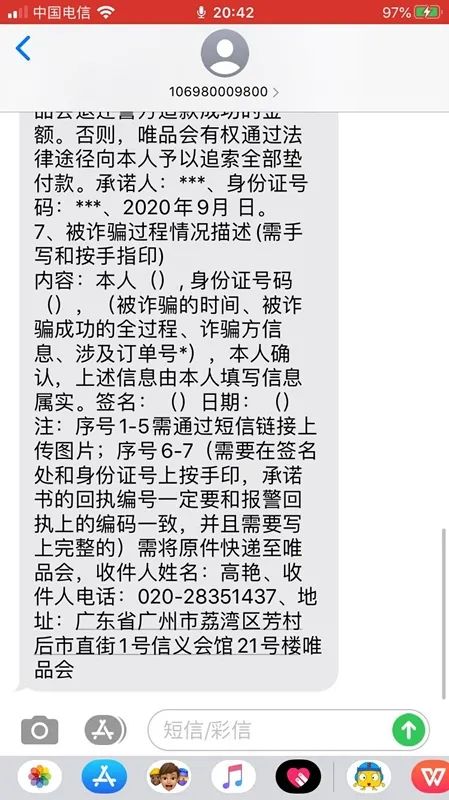 中国电信
20:42
97%
106980009800
品会退还警方追款成功的金
额。否则，唯品会有权通过法
律途径向本人予以追索全部垫
付款。承诺人：***、身份证号
码：***、2020年9月 日。
7、被诈骗过程情况描述(需手
写和按手指印)
内容：本人（），身份证号码
（），（被诈骗的时间、被诈
骗成功的全过程、诈骗方信
息、涉及订单号*），本人确
认，上述信息由本人填写信息
属实。签名：（）日期：（）
注：序号1-5需通过短信链接上
传图片；序号6-7（需要在签名
处和身份证号上按手印，承诺
书的回执编号一定要和报警回
执上的编码一致，并且需要写
上完整的）需将原件快递至唯
品会，收件人姓名：高艳、收
件人电话：020-28351437、地
址：广东省广州市荔湾区芳村
后市直街1号信义会馆21号楼唯
品会
短信/彩信